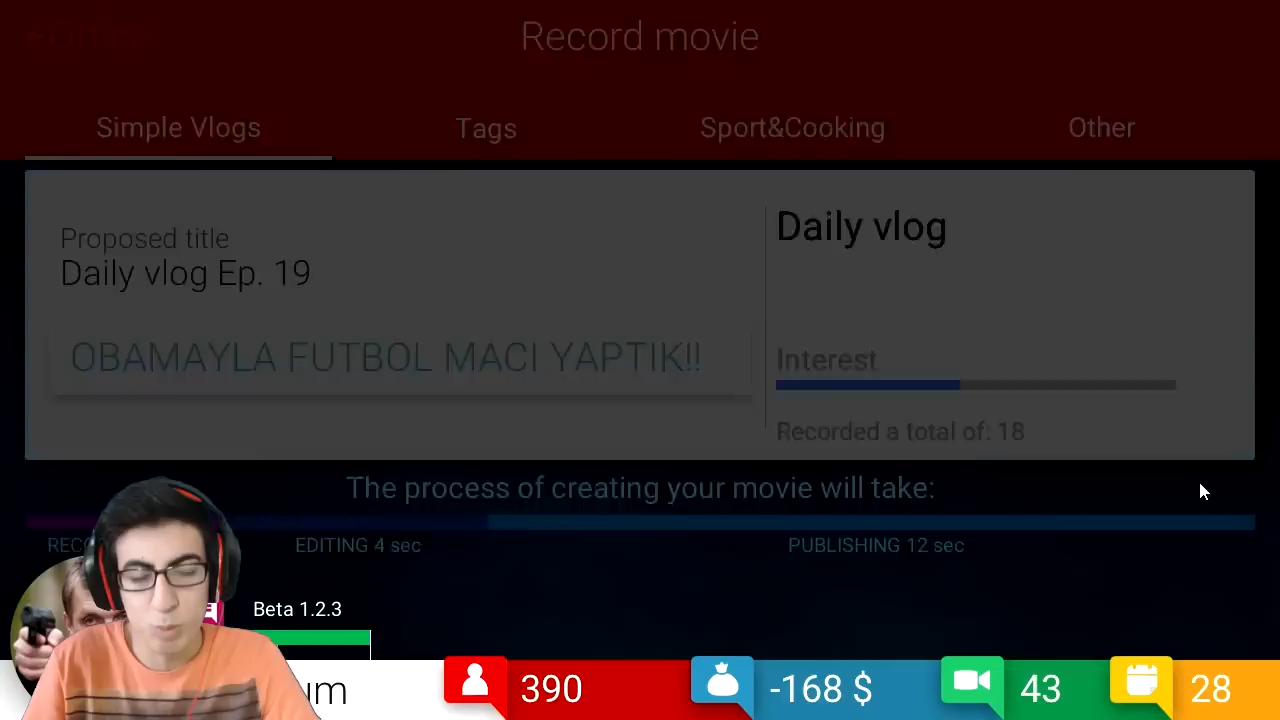 Record movie
Simple Vlogs
Tags
Sport&Cooking
Other
Proposed title
Daily vlog Ep. 19
OBAMAYLA FUTBOL MACI YAPTIK!!
Daily vlog
Interest
Recorded a total of: 18
The process of creating your movie will take:
EDITING 4 sec
PUBLISHING 12 sec
Beta 1.2.3
390
-168 $
43
28